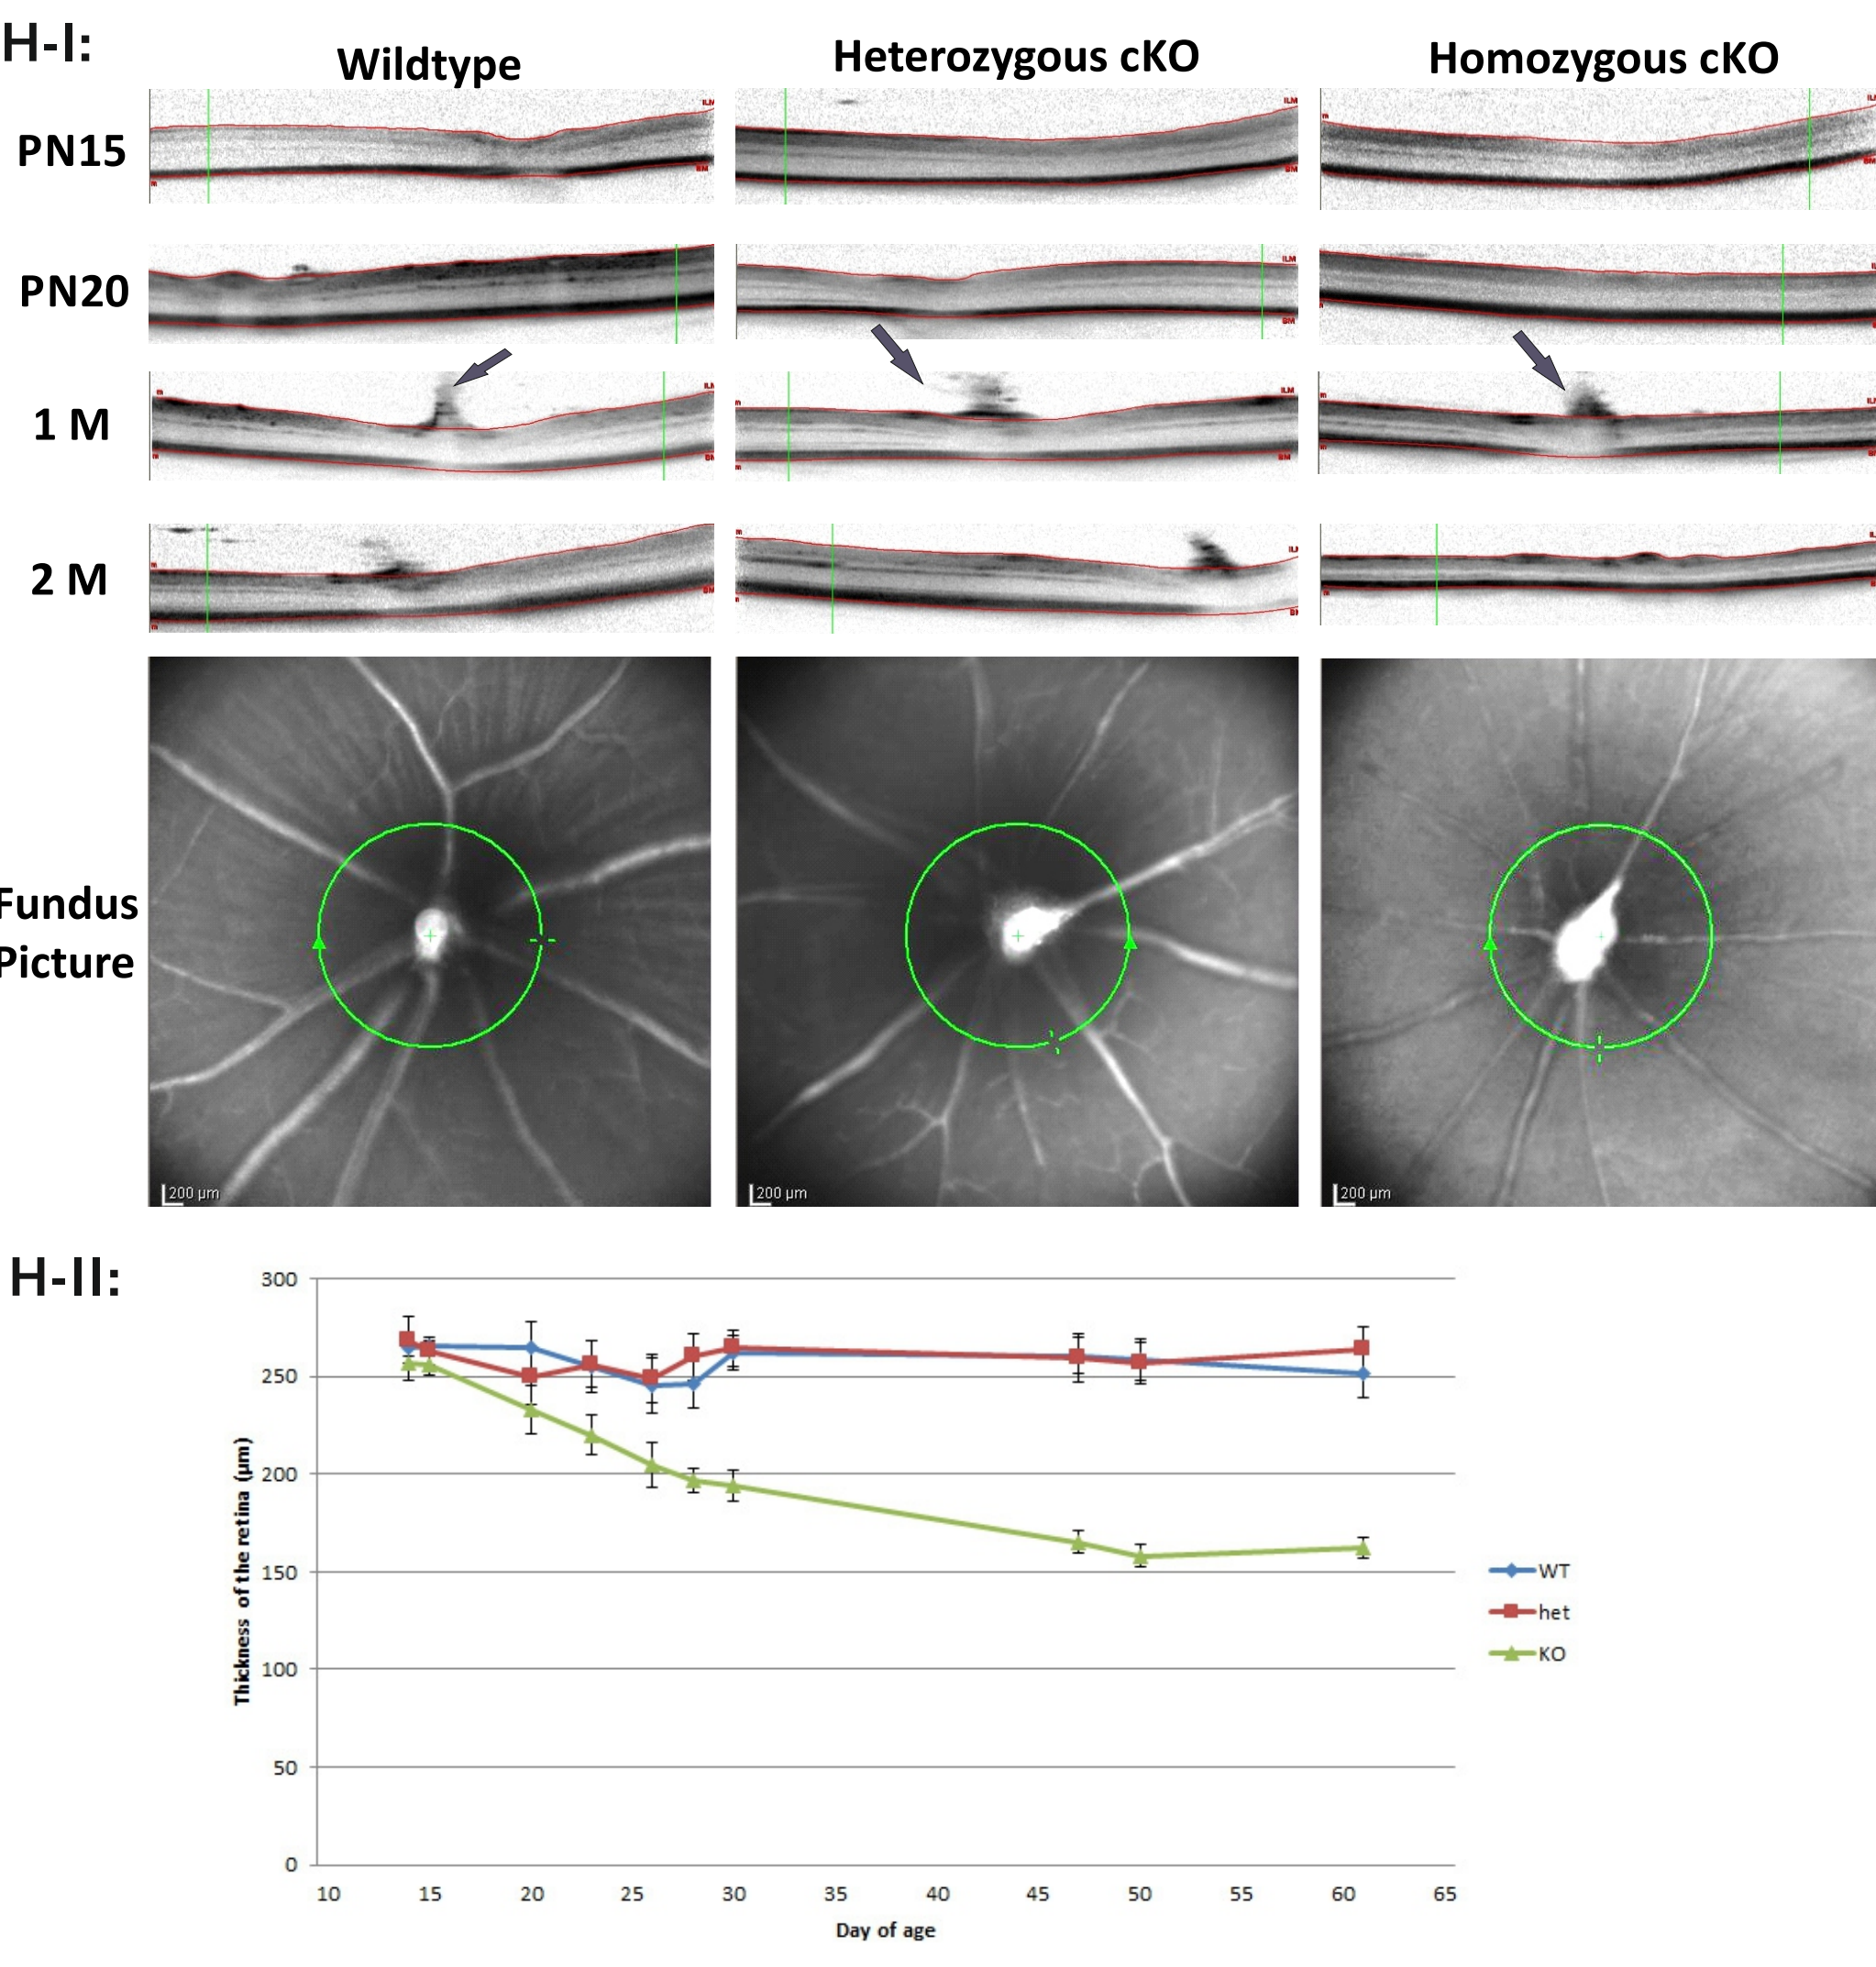 H-I:
Wildtype
Heterozygous cKO
Homozygous cKO
PN15
PN20
1 M
2 M
Fundus
Picture
200 µm
200 µm
200 µm
H-II:
300
250
200
150
100
50
0
Thickness of the retina (µm)
10 15 20 25 30 35 40 45 50 55 60 65
Day of age
WT
het
KO